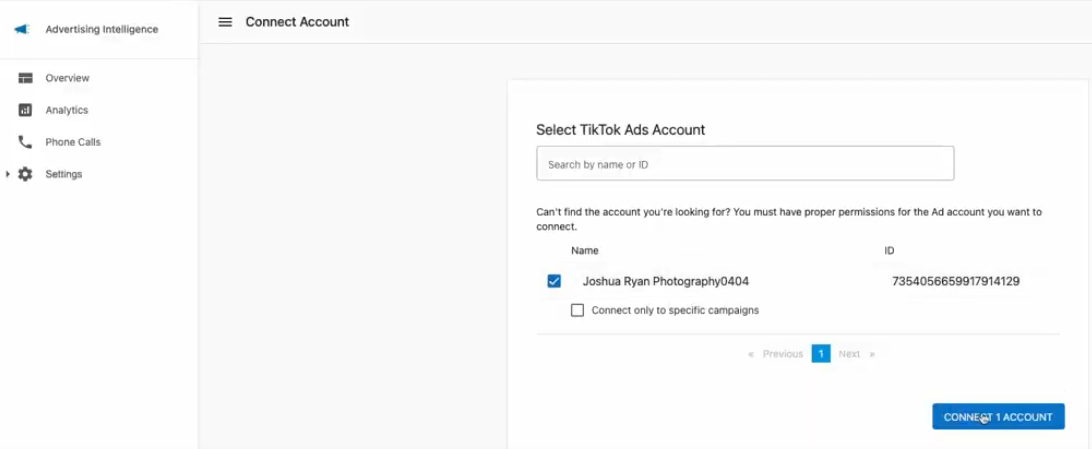 Advertising Intelligence
Connect Account
Overview
Analytics
Phone Calls
Settings
Select TikTok Ads Account
Search by name or ID
Can't find the account you're looking for? You must have proper permissions for the Ad account you want to
connect.
Name ID
Joshua Ryan Photography0404 7354056659917914129
Connect only to specific campaigns
« Previous 1 Next »
CONNECT 1 ACCOUNT